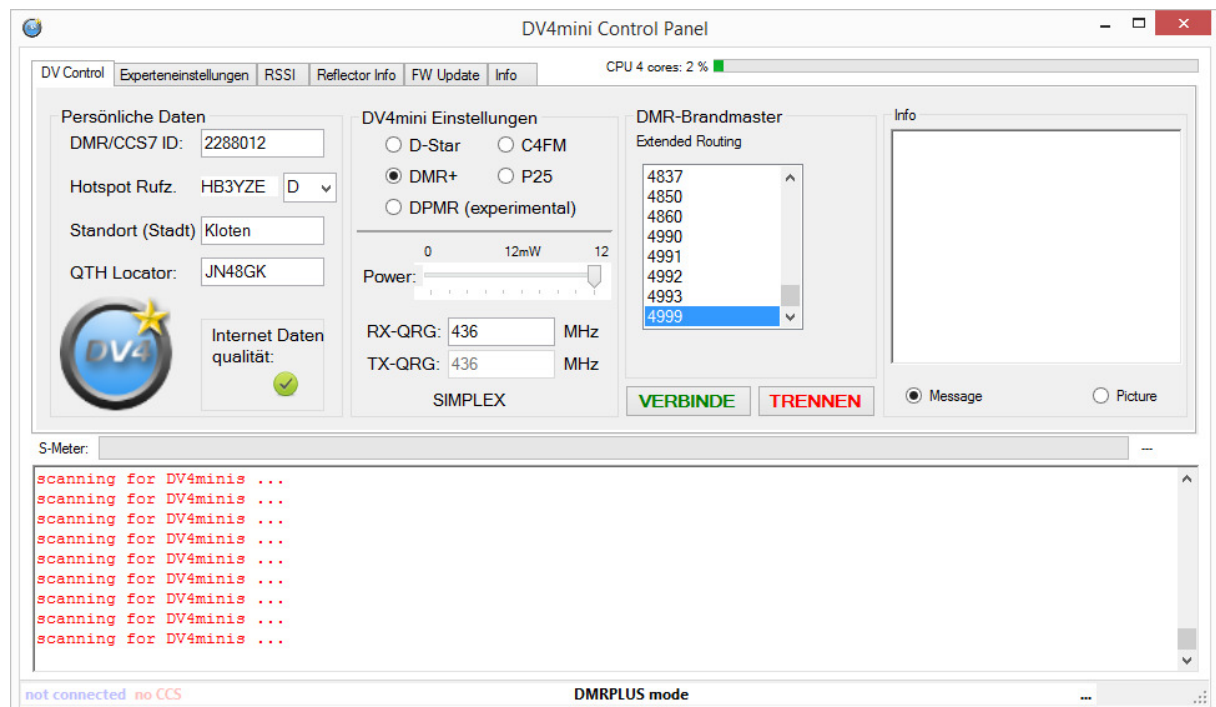 DV4mini Control Panel
DV Control Experteneinstellungen RSSI Reflector Info FW Update Info CPU 4 cores: 2 %
Persönliche Daten
DMR/CCS7 ID: 2288012
Hotspot Rufz. HB3YZE D
Standort (Stadt) Kloten
QTH Locator: JN48GK
DV4
Internet Daten
qualität:
DV4mini Einstellungen
D-Star C4FM
DMR+ P25
DPMR (experimental)
0 12mW 12
Power:
RX-QRG: 436 MHz
TX-QRG: 436 MHz
SIMPLEX
DMR-Brandmaster
Extended Routing
4837
4850
4860
4990
4991
4992
4993
4999
VERBINDE TRENNEN
Info
Message Picture
S-Meter: ---
scanning for DV4minis ...
scanning for DV4minis ...
scanning for DV4minis ...
scanning for DV4minis ...
scanning for DV4minis ...
scanning for DV4minis ...
scanning for DV4minis ...
scanning for DV4minis ...
scanning for DV4minis ...
not connected no CCS DMRPLUS mode ...